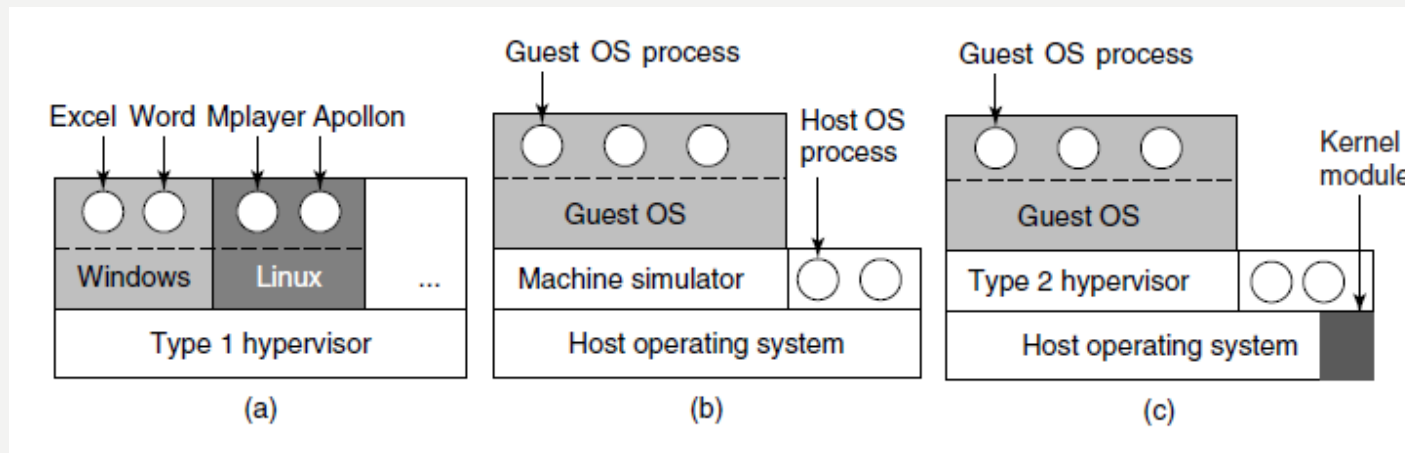 Guest OS process
Guest OS process
Excel Word Mplayer Apollon
Host OS
process
Kernel
module
Guest OS
Guest OS
Windows
Linux
...
Machine simulator
Type 2 hypervisor
Type 1 hypervisor
Host operating system
Host operating system
(a)
(b)
(c)